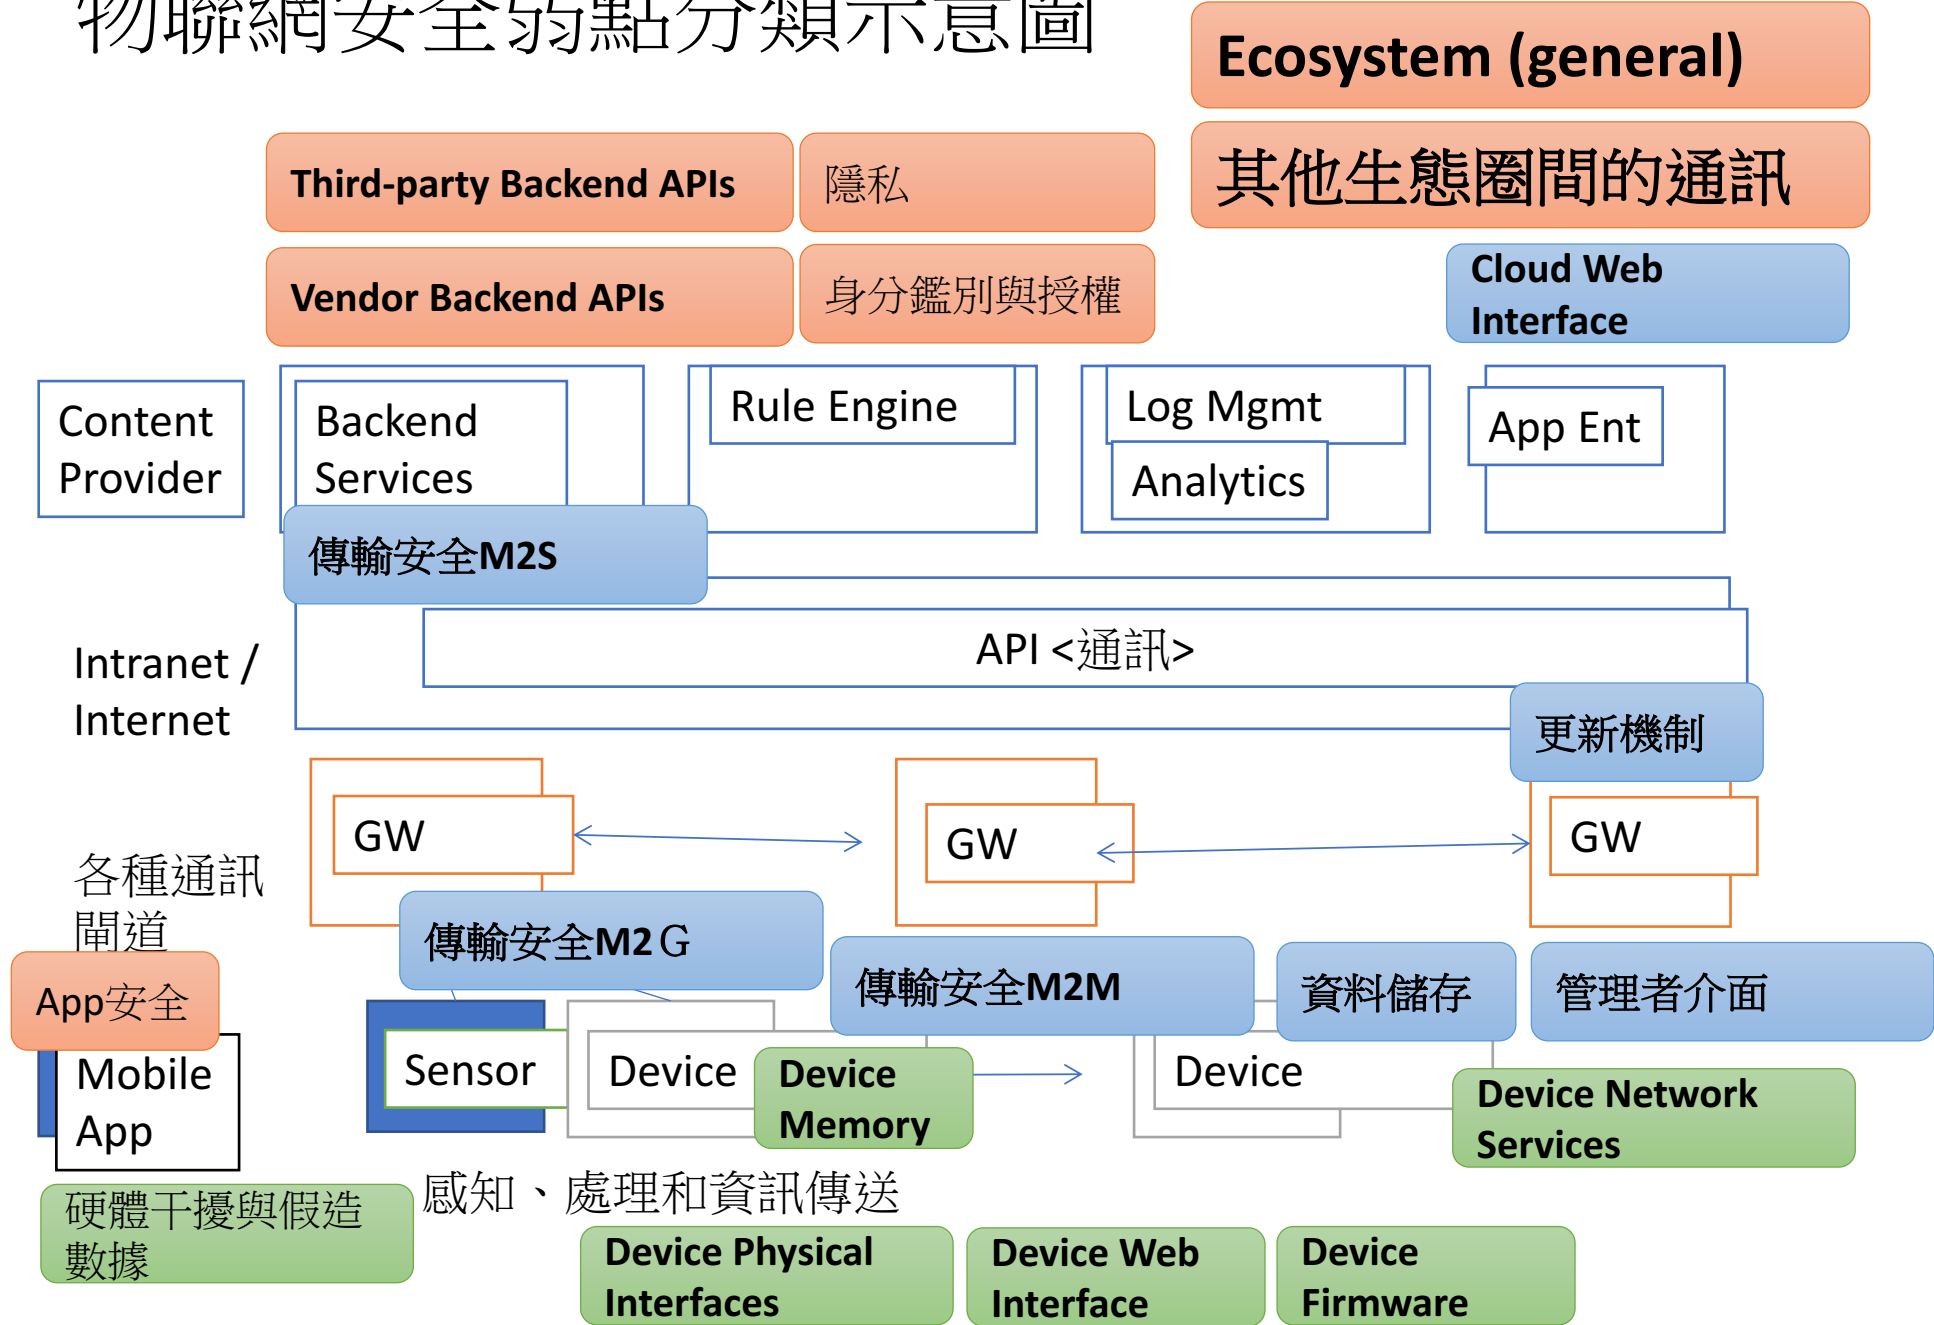 物聯網安全弱點分類示意圖
Ecosystem (general)
其他生態圈間的通訊
Third-party Backend APIs
隱私
Vendor Backend APIs
身分鑑別與授權
Cloud Web
Interface
Content
Provider
Backend
Services
Rule Engine
Log Mgmt
Analytics
App Ent
傳輸安全M2S
API <通訊>
Intranet /
Internet
更新機制
GW
GW
GW
各種通訊
閘道
傳輸安全M2Ｇ
傳輸安全M2M
資料儲存
管理者介面
App安全
Mobile
App
Sensor
Device
Device
Memory
Device
Device Network
Services
感知、處理和資訊傳送
硬體干擾與假造
數據
Device Physical
Interfaces
Device Web
Interface
Device
Firmware